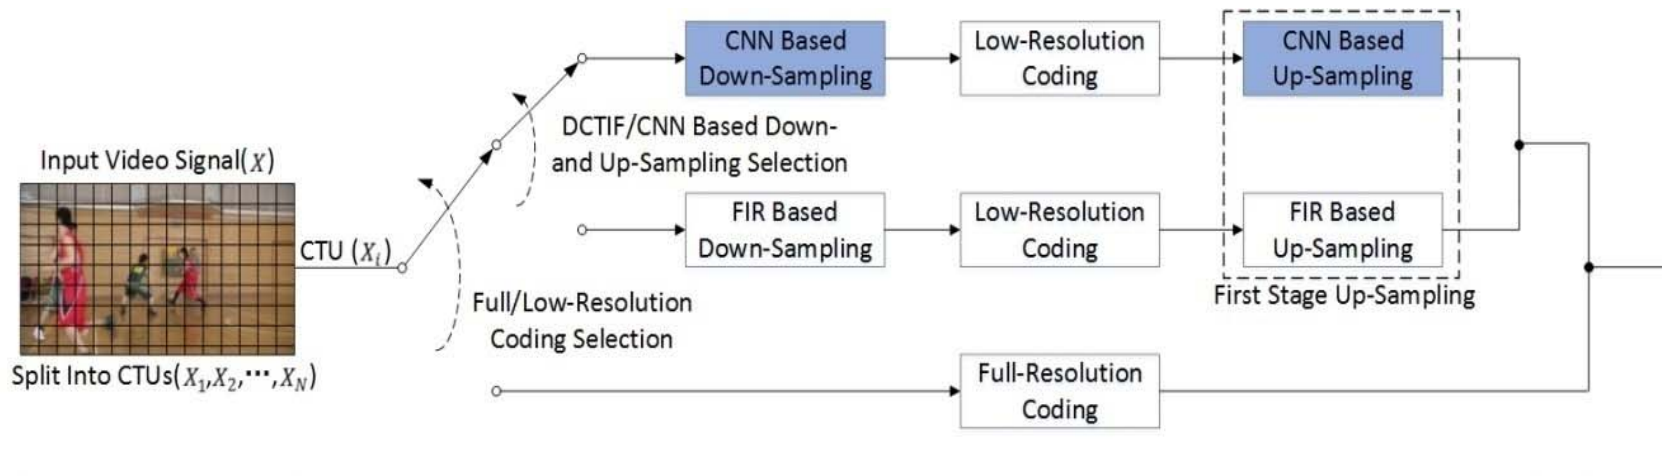 CNN Based
Down-Sampling
Low-Resolution
Coding
CNN Based
Up-Sampling
DCTIF/CNN Based Down-
and Up-Sampling Selection
Input Video Signal(X)
CTU (Xᵢ)
FIR Based
Down-Sampling
Low-Resolution
Coding
FIR Based
Up-Sampling
First Stage Up-Sampling
Full/Low-Resolution
Coding Selection
Split Into CTUs(X₁,X₂,⋯,X_N)
Full-Resolution
Coding